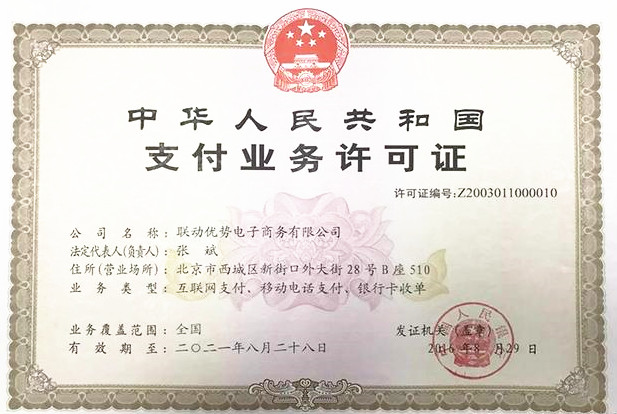 中华人民共和国
支付业务许可证
许可证编号:Z2003011000010
公司名称:联动优势电子商务有限公司
法定代表人(负责人):张斌
住所(营业场所):北京市西城区新街口外大街28号B座510
业务类型:互联网支付、移动电话支付、银行卡收单
业务覆盖范围:全国
发证机关(盖章)
有效期至:二〇二一年八月二十八日
2016年8月29日